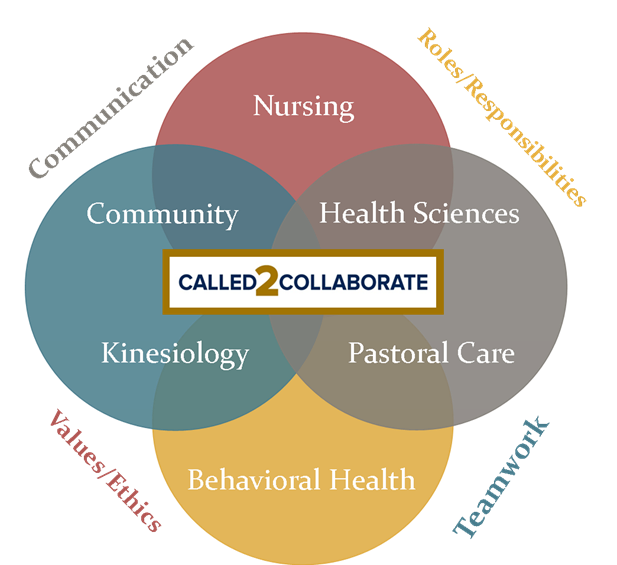 Communication
Roles/Responsibilities
Nursing
Community
Health Sciences
CALLED2COLLABORATE
Kinesiology
Pastoral Care
Behavioral Health
Values/Ethics
Teamwork